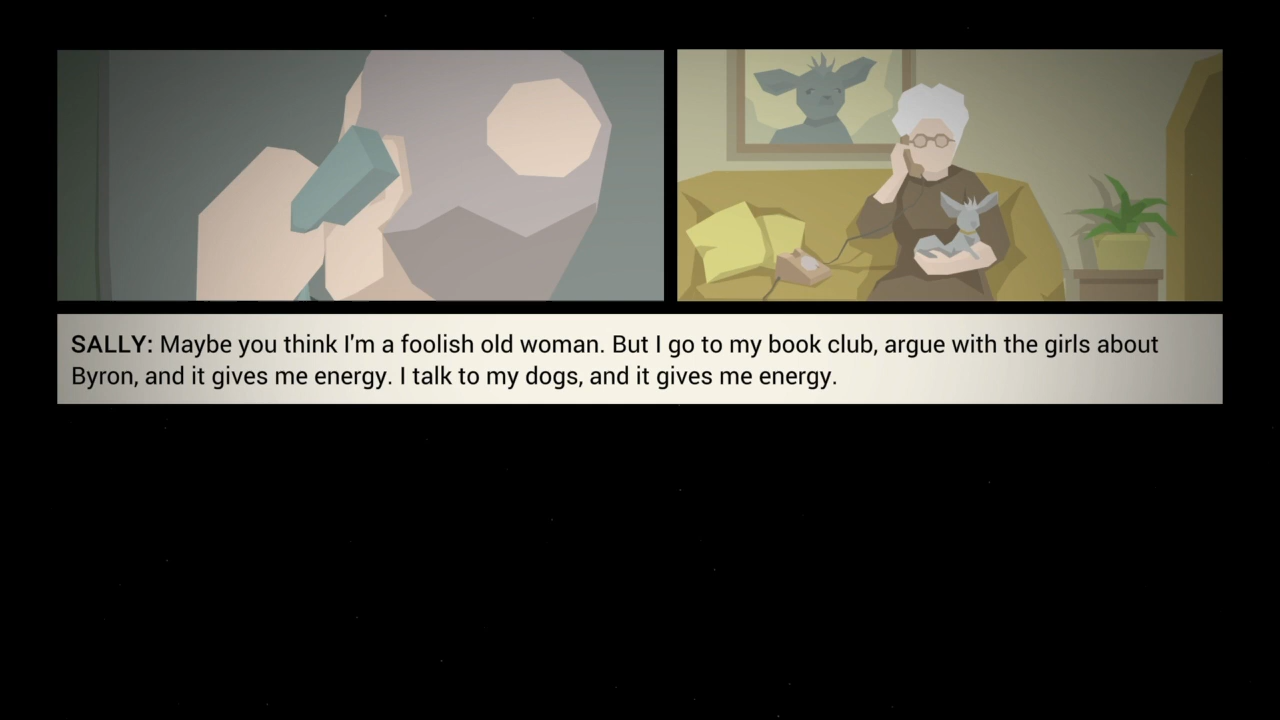 SALLY: Maybe you think I'm a foolish old woman. But I go to my book club, argue with the girls about
Byron, and it gives me energy. I talk to my dogs, and it gives me energy.